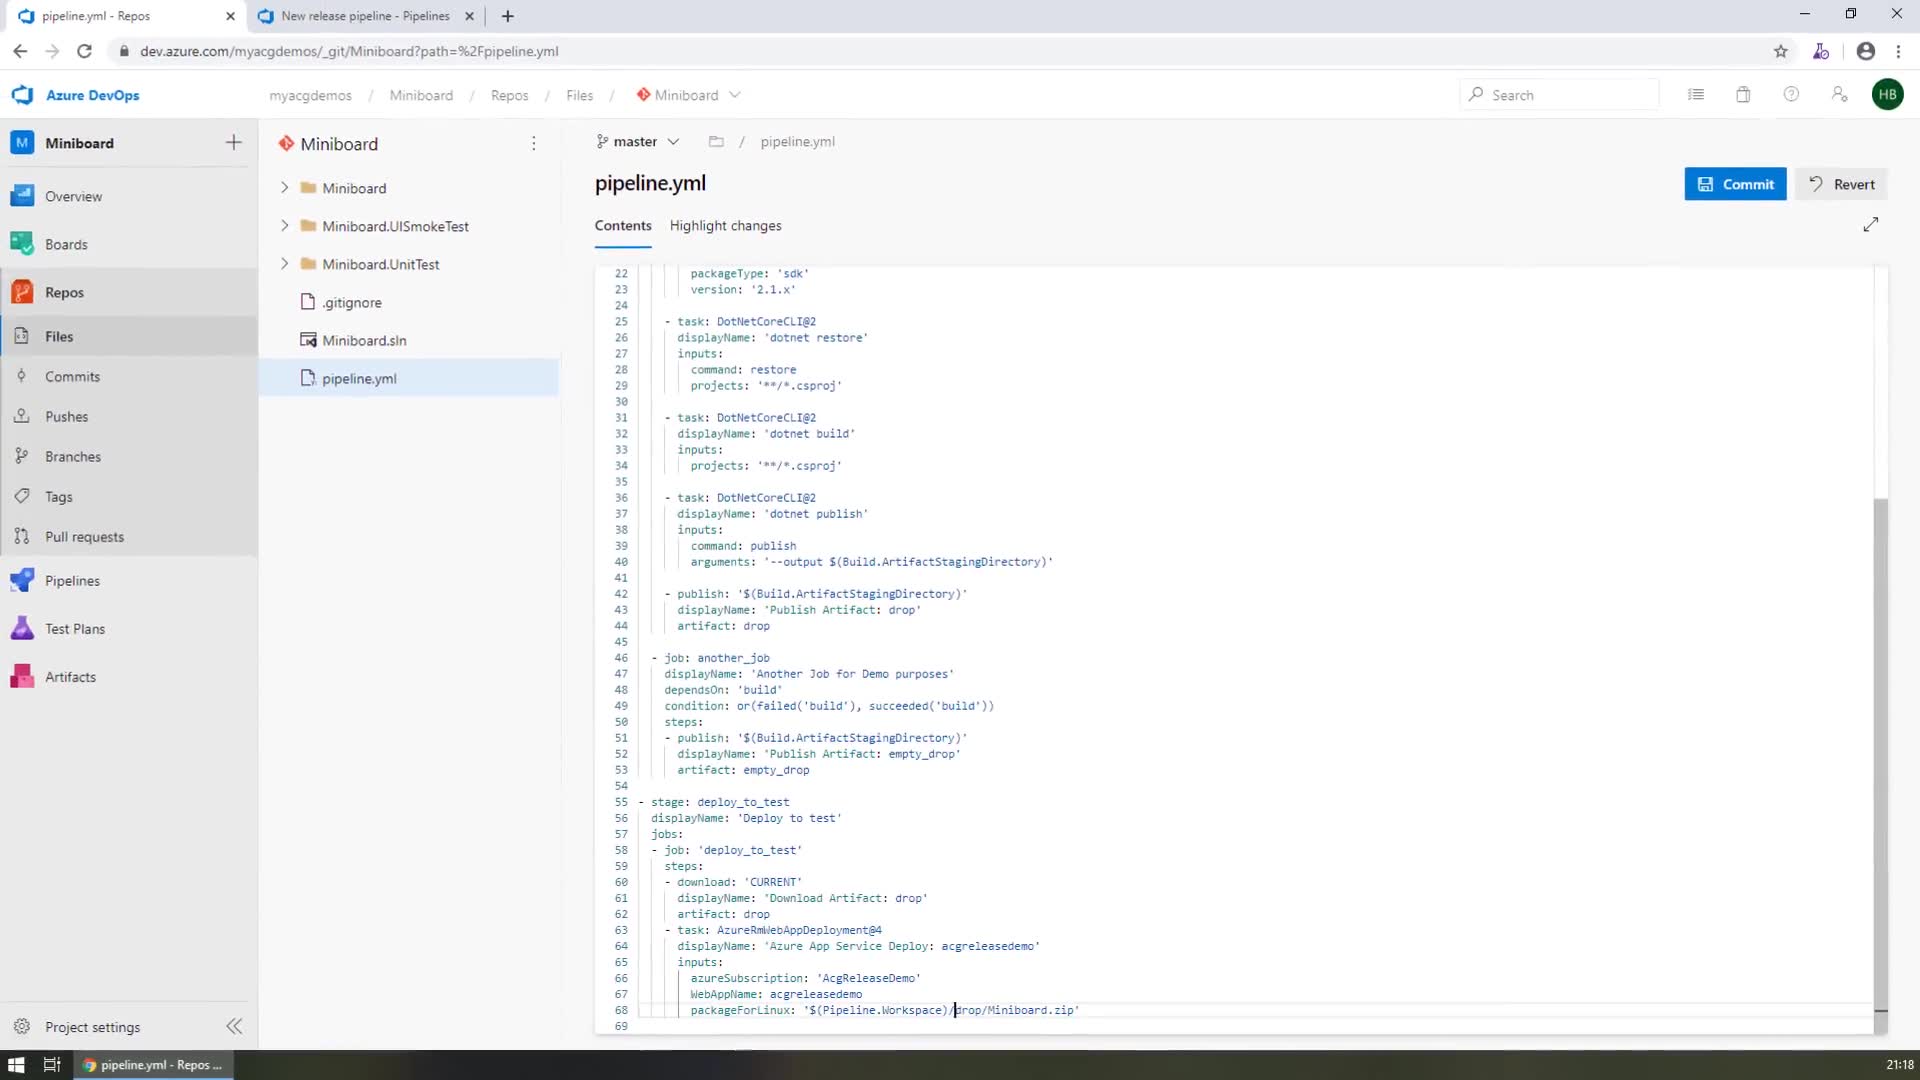 pipeline.yml - Repos
New release pipeline - Pipelines
dev.azure.com/myacgdemos/_git/Miniboard?path=%2Fpipeline.yml
Azure DevOps
myacgdemos / Miniboard / Repos / Files / Miniboard
Search
HB
M Miniboard
Overview
Boards
Repos
Files
Commits
Pushes
Branches
Tags
Pull requests
Pipelines
Test Plans
Artifacts
Project settings
Miniboard
Miniboard
Miniboard.UISmokeTest
Miniboard.UnitTest
.gitignore
Miniboard.sln
pipeline.yml
master / pipeline.yml
pipeline.yml
Commit
Revert
Contents
Highlight changes
22 packageType: 'sdk'
23 version: '2.1.x'
24
25 - task: DotNetCoreCLI@2
26 displayName: 'dotnet restore'
27 inputs:
28 command: restore
29 projects: '**/*.csproj'
30
31 - task: DotNetCoreCLI@2
32 displayName: 'dotnet build'
33 inputs:
34 projects: '**/*.csproj'
35
36 - task: DotNetCoreCLI@2
37 displayName: 'dotnet publish'
38 inputs:
39 command: publish
40 arguments: '--output $(Build.ArtifactStagingDirectory)'
41
42 - publish: '$(Build.ArtifactStagingDirectory)'
43 displayName: 'Publish Artifact: drop'
44 artifact: drop
45
46 - job: another_job
47 displayName: 'Another Job for Demo purposes'
48 dependsOn: 'build'
49 condition: or(failed('build'), succeeded('build'))
50 steps:
51 - publish: '$(Build.ArtifactStagingDirectory)'
52 displayName: 'Publish Artifact: empty_drop'
53 artifact: empty_drop
54
55 - stage: deploy_to_test
56 displayName: 'Deploy to test'
57 jobs:
58 - job: 'deploy_to_test'
59 steps:
60 - download: 'CURRENT'
61 displayName: 'Download Artifact: drop'
62 artifact: drop
63 - task: AzureRmWebAppDeployment@4
64 displayName: 'Azure App Service Deploy: acgreleasedemo'
65 inputs:
66 azureSubscription: 'AcgReleaseDemo'
67 WebAppName: acgreleasedemo
68 packageForLinux: '$(Pipeline.Workspace)/drop/Miniboard.zip'
69
pipeline.yml - Repos ...
21:18